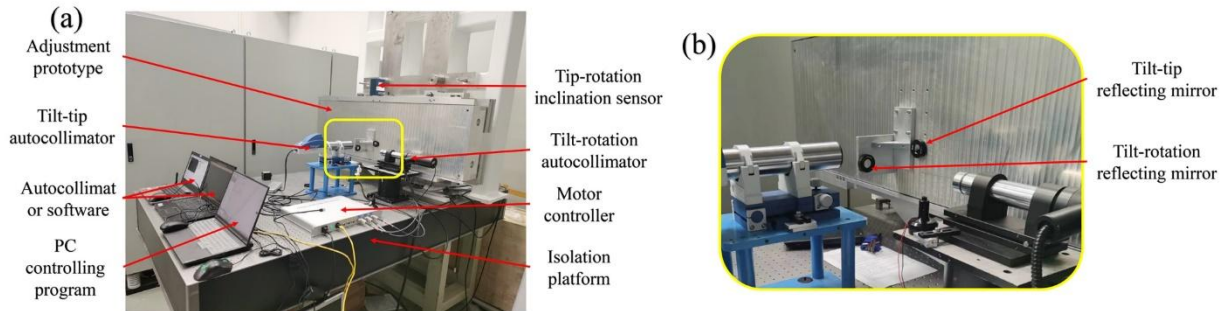 (a)
Adjustment
prototype
Tilt-tip
autocollimator
Autocollimat
or software
PC
controlling
program
Tip-rotation
inclination sensor
Tilt-rotation
autocollimator
Motor
controller
Isolation
platform
(b)
Tilt-tip
reflecting mirror
Tilt-rotation
reflecting mirror